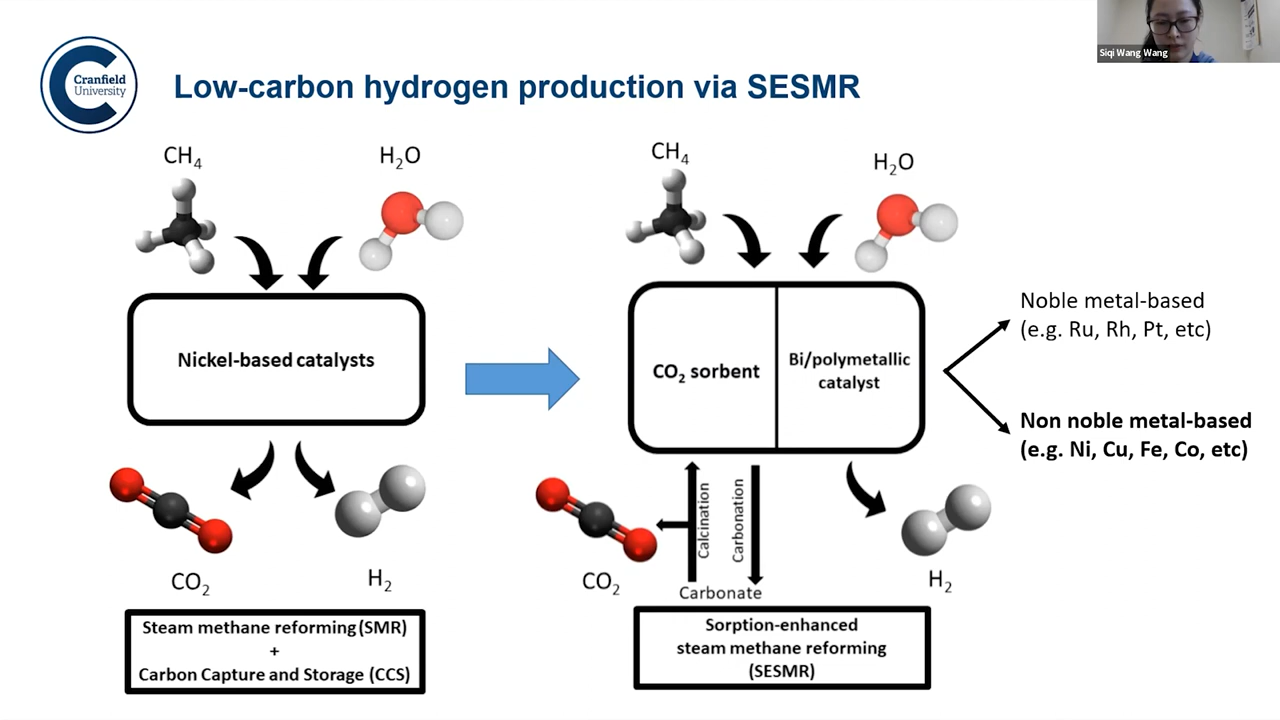 Siqi Wang Wang
Cranfield
University
Low-carbon hydrogen production via SESMR
CH₄
H₂O
Nickel-based catalysts
CO₂
H₂
Steam methane reforming (SMR)
+
Carbon Capture and Storage (CCS)
CH₄
H₂O
CO₂ sorbent
Bi/polymetallic
catalyst
Noble metal-based
(e.g. Ru, Rh, Pt, etc)
Non noble metal-based
(e.g. Ni, Cu, Fe, Co, etc)
Calcination
Carbonation
CO₂
Carbonate
H₂
Sorption-enhanced
steam methane reforming
(SESMR)